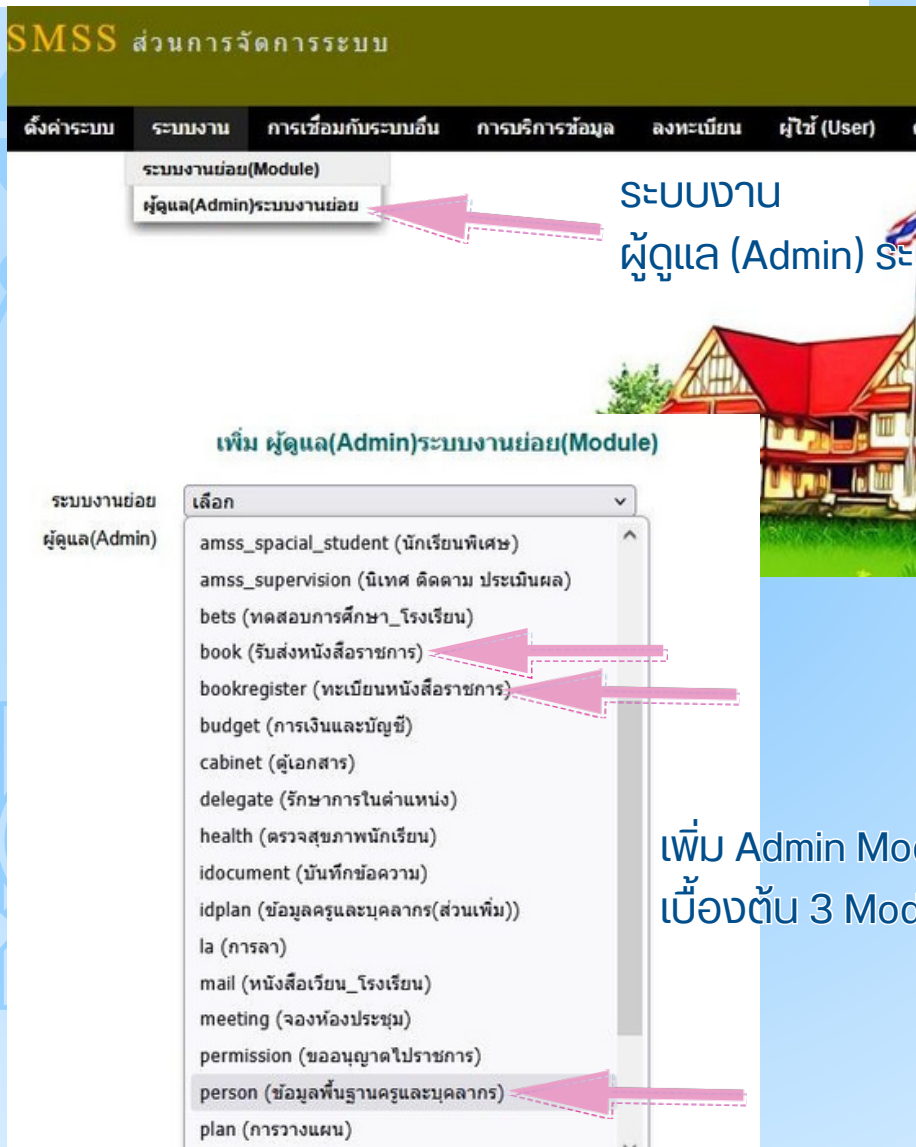 SMSS ส่วนการจัดการระบบ
ตั้งค่าระบบ ระบบงาน การเชื่อมกับระบบอื่น การบริการข้อมูล ลงทะเบียน ผู้ใช้ (User)
ระบบงานย่อย(Module)
ผู้ดูแล(Admin)ระบบงานย่อย
ระบบงาน
ผู้ดูแล (Admin) ระ
เพิ่ม ผู้ดูแล(Admin)ระบบงานย่อย(Module)
ระบบงานย่อย เลือก
ผู้ดูแล(Admin)
amss_spacial_student (นักเรียนพิเศษ)
amss_supervision (นิเทศ ติดตาม ประเมินผล)
bets (ทดสอบการศึกษา_โรงเรียน)
book (รับส่งหนังสือราชการ)
bookregister (ทะเบียนหนังสือราชการ)
budget (การเงินและบัญชี)
cabinet (ตู้เอกสาร)
delegate (รักษาการในตำแหน่ง)
health (ตรวจสุขภาพนักเรียน)
idocument (บันทึกข้อความ)
idplan (ข้อมูลครูและบุคลากร(ส่วนเพิ่ม))
la (การลา)
mail (หนังสือเวียน_โรงเรียน)
meeting (จองห้องประชุม)
permission (ขออนุญาตไปราชการ)
person (ข้อมูลพื้นฐานครูและบุคลากร)
plan (การวางแผน)
เพิ่ม Admin Mo
เบื้องต้น 3 Mod